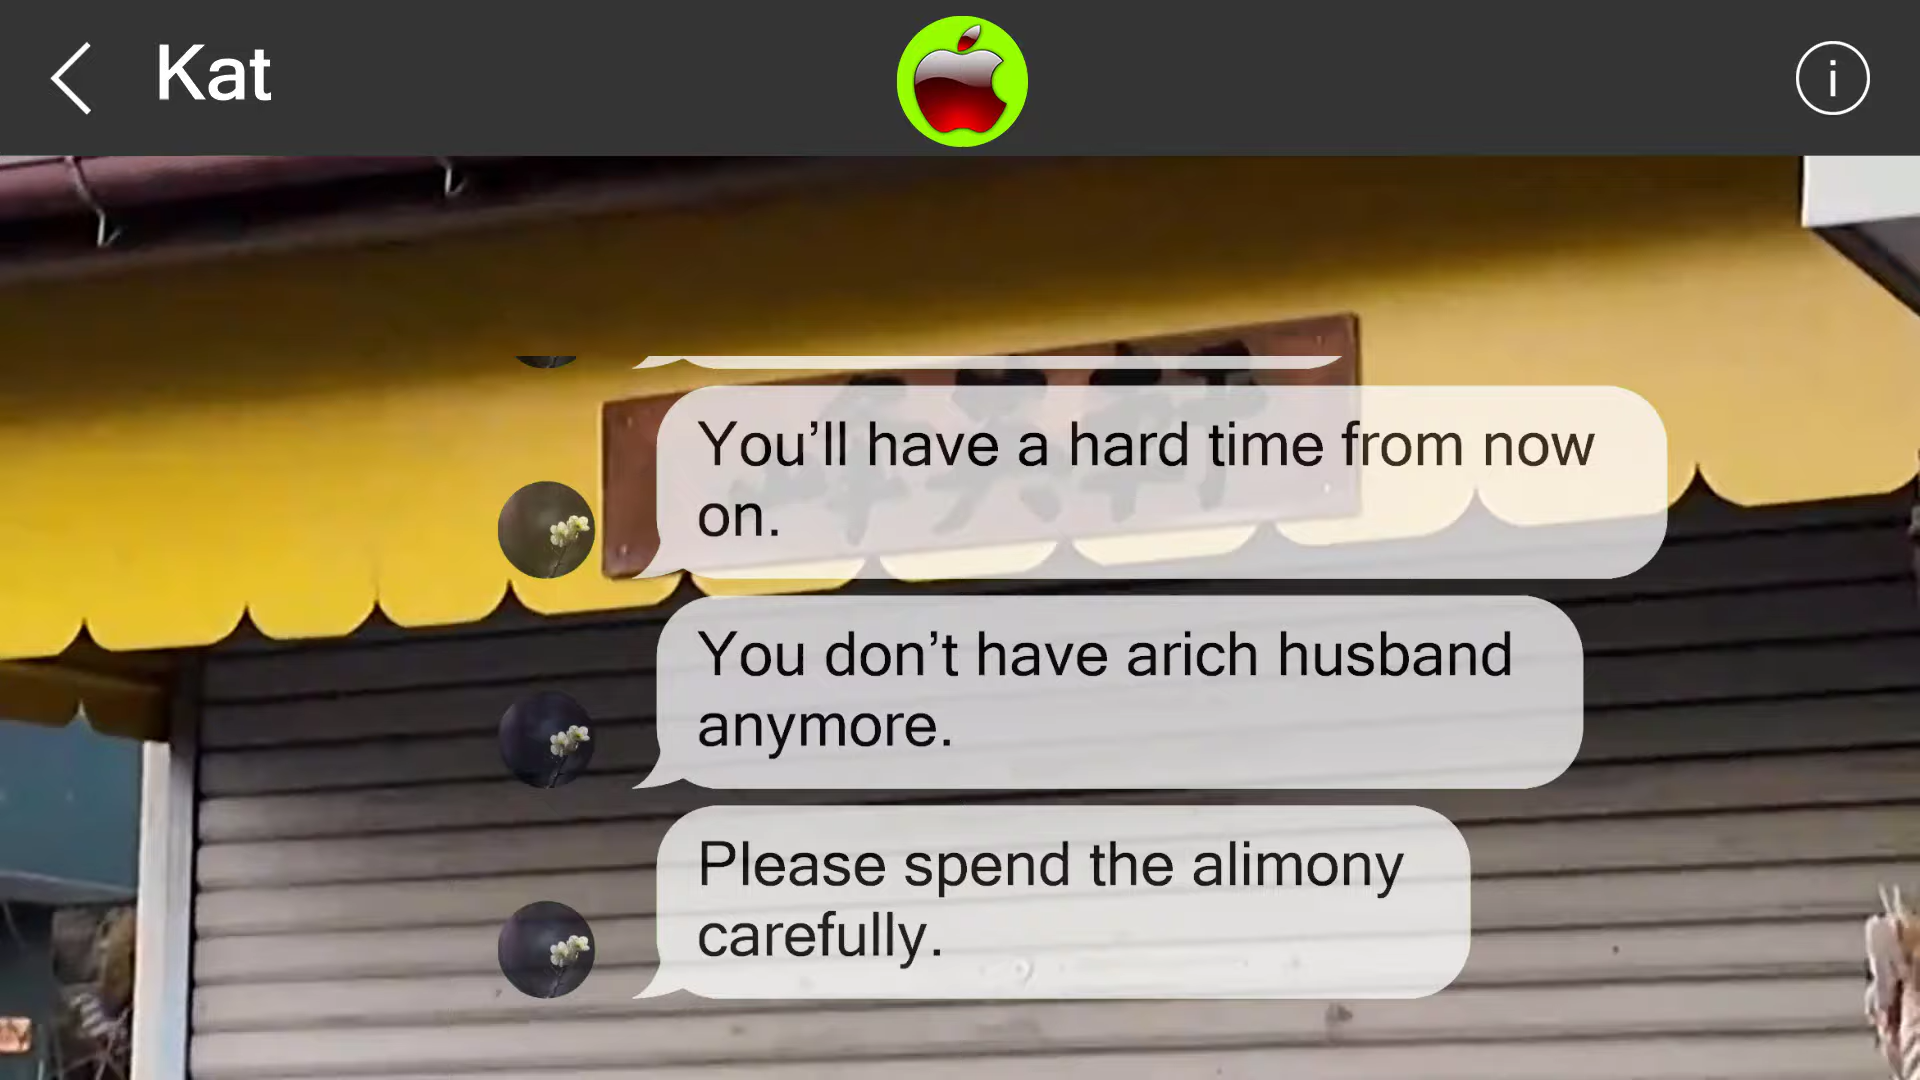 Kat
You’ll have a hard time from now
on.
You don’t have arich husband
anymore.
Please spend the alimony
carefully.